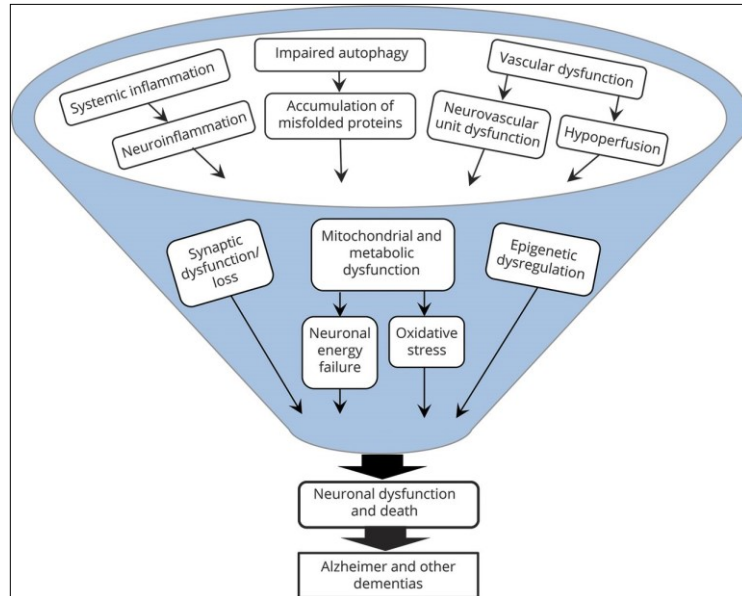 Systemic inflammation
Neuroinflammation
Impaired autophagy
Accumulation of
misfolded proteins
Vascular dysfunction
Neurovascular
unit dysfunction
Hypoperfusion
Synaptic
dysfunction/
loss
Mitochondrial and
metabolic
dysfunction
Neuronal
energy
failure
Oxidative
stress
Epigenetic
dysregulation
Neuronal dysfunction
and death
Alzheimer and other
dementias